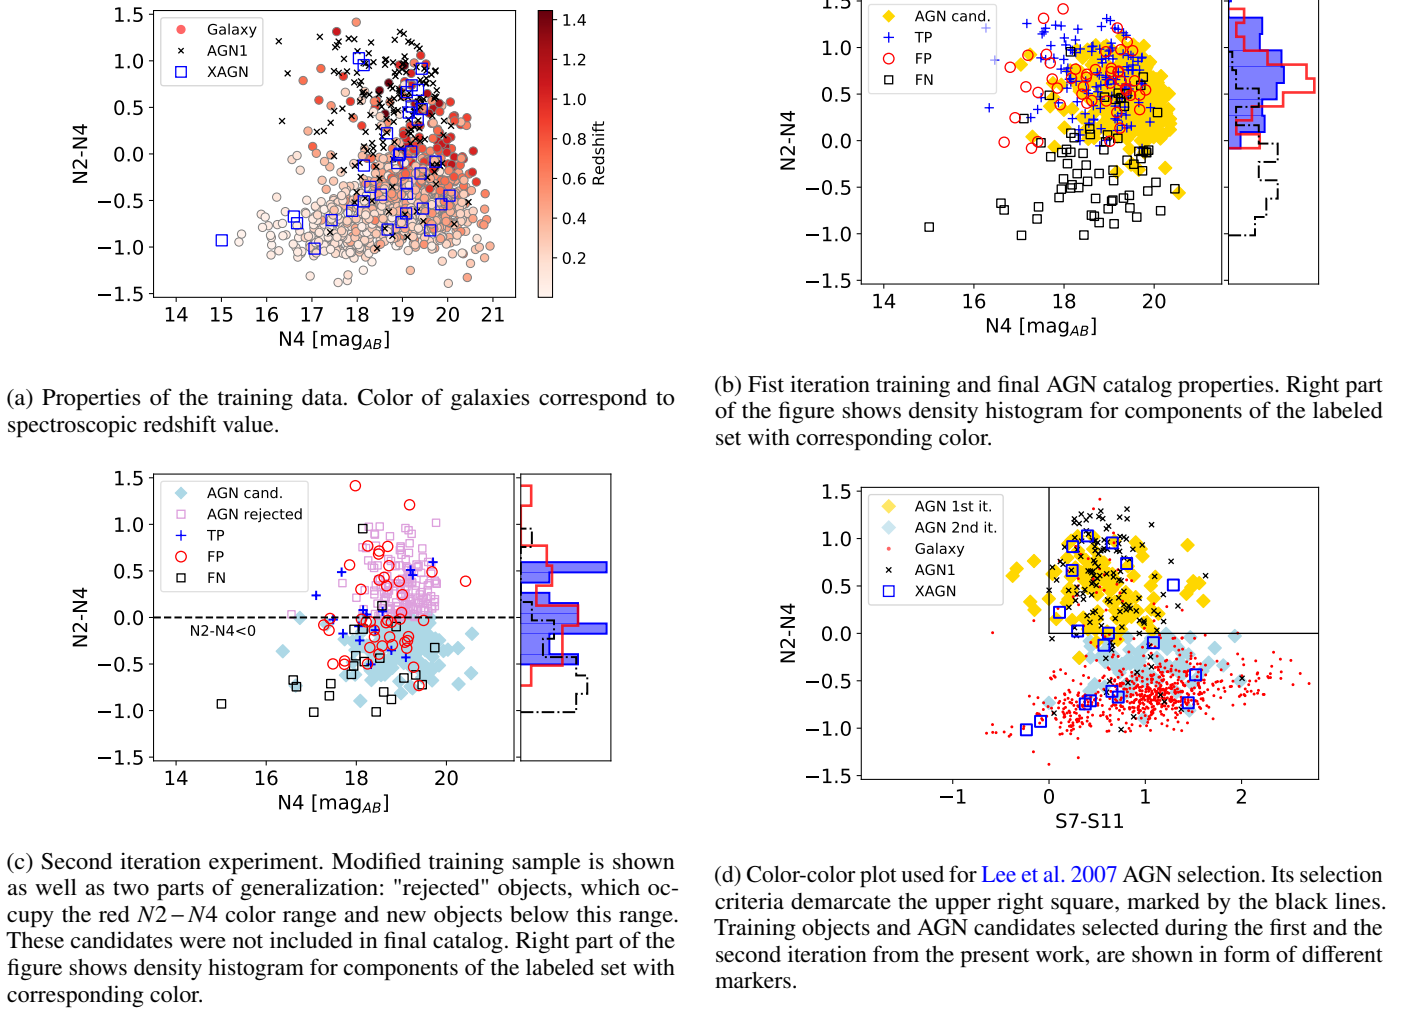 1.5
1.0
0.5
0.0
−0.5
−1.0
−1.5
N2-N4
Galaxy
AGN1
XAGN
14 15 16 17 18 19 20 21
N4 [magAB]
1.4
1.2
1.0
0.8
0.6
0.4
0.2
Redshift
(a) Properties of the training data. Color of galaxies correspond to
spectroscopic redshift value.
1.5
1.0
0.5
0.0
−0.5
−1.0
−1.5
N2-N4
AGN cand.
TP
FP
FN
14 16 18 20
N4 [magAB]
(b) Fist iteration training and final AGN catalog properties. Right part
of the figure shows density histogram for components of the labeled
set with corresponding color.
1.5
1.0
0.5
0.0
−0.5
−1.0
−1.5
N2-N4
AGN cand.
AGN rejected
TP
FP
FN
N2-N4<0
14 16 18 20
N4 [magAB]
(c) Second iteration experiment. Modified training sample is shown
as well as two parts of generalization: "rejected" objects, which oc-
cupy the red N2−N4 color range and new objects below this range.
These candidates were not included in final catalog. Right part of the
figure shows density histogram for components of the labeled set with
corresponding color.
1.5
1.0
0.5
0.0
−0.5
−1.0
−1.5
N2-N4
AGN 1st it.
AGN 2nd it.
Galaxy
AGN1
XAGN
−1 0 1 2
S7-S11
(d) Color-color plot used for Lee et al. 2007 AGN selection. Its selection
criteria demarcate the upper right square, marked by the black lines.
Training objects and AGN candidates selected during the first and the
second iteration from the present work, are shown in form of different
markers.